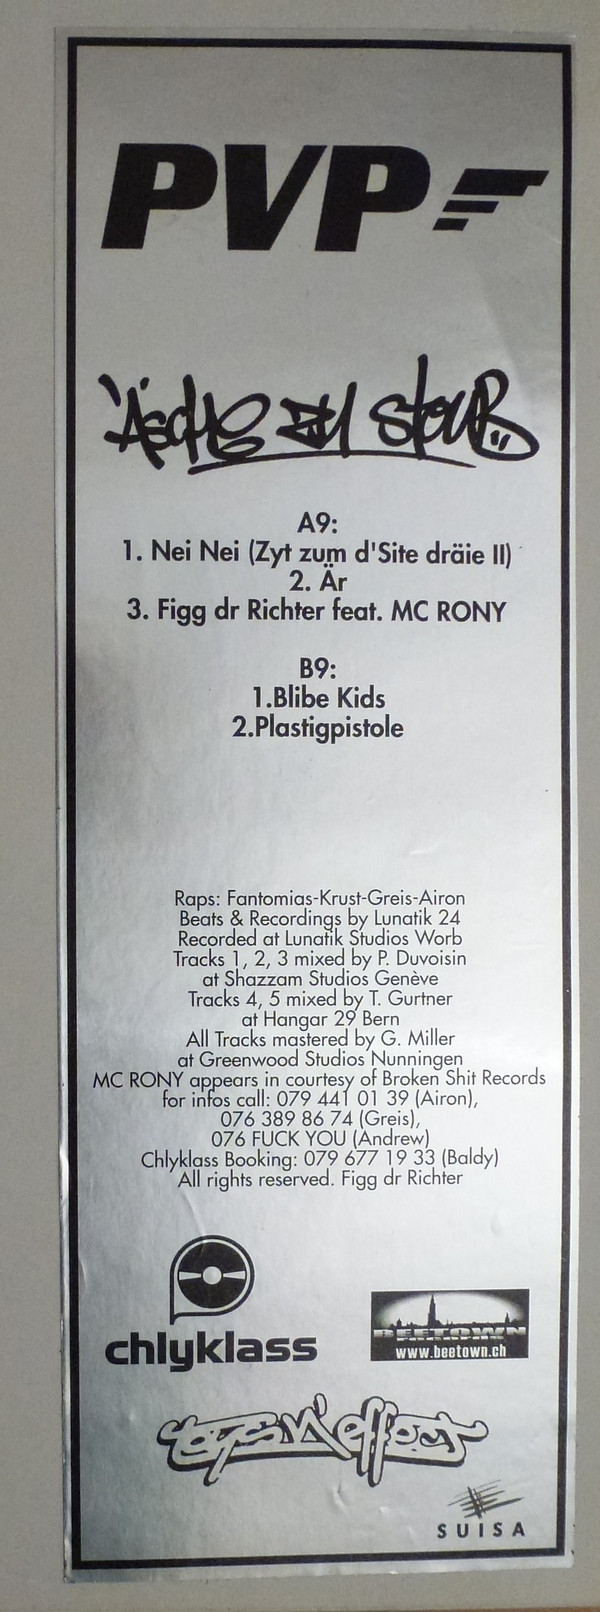 PVP
Äsche zu Stoub
A9:
1. Nei Nei (Zyt zum d'Site dräie II)
2. Är
3. Figg dr Richter feat. MC RONY
B9:
1.Blibe Kids
2.Plastigpistole
Raps: Fantomias-Krust-Greis-Airon
Beats & Recordings by Lunatik 24
Recorded at Lunatik Studios Worb
Tracks 1, 2, 3 mixed by P. Duvoisin
at Shazzam Studios Genève
Tracks 4, 5 mixed by T. Gurtner
at Hangar 29 Bern
All Tracks mastered by G. Miller
at Greenwood Studios Nunningen
MC RONY appears in courtesy of Broken Shit Records
for infos call: 079 441 01 39 (Airon),
076 389 86 74 (Greis),
076 FUCK YOU (Andrew)
Chlyklass Booking: 079 677 19 33 (Baldy)
All rights reserved. Figg dr Richter
chlyklass
BEETOWN
www.beetown.ch
SUISA